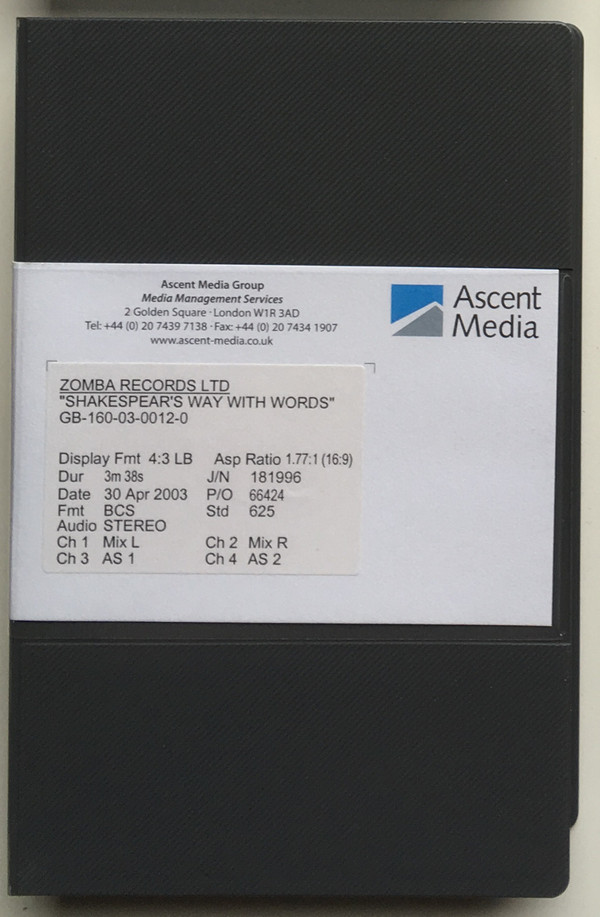 Ascent Media Group
Media Management Services
2 Golden Square · London W1R 3AD
Tel: +44 (0) 20 7439 7138 · Fax: +44 (0) 20 7434 1907
www.ascent-media.co.uk
Ascent
Media
ZOMBA RECORDS LTD
"SHAKESPEAR'S WAY WITH WORDS"
GB-160-03-0012-0
Display Fmt 4:3 LB Asp Ratio 1.77:1 (16:9)
Dur 3m 38s J/N 181996
Date 30 Apr 2003 P/O 66424
Fmt BCS Std 625
Audio STEREO
Ch 1 Mix L Ch 2 Mix R
Ch 3 AS 1 Ch 4 AS 2